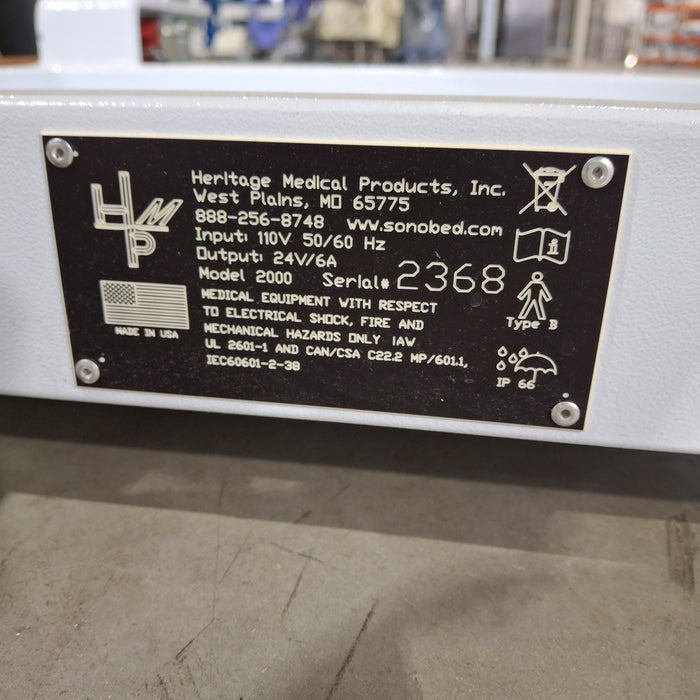 HMP
Heritage Medical Products, Inc.
West Plains, MO 65775
888-256-8748 www.sonobed.com
Input: 110V 50/60 Hz
Output: 24V/6A
Model 2000 Serial# 2368
MEDICAL EQUIPMENT WITH RESPECT
TO ELECTRICAL SHOCK, FIRE AND
MECHANICAL HAZARDS ONLY IAW
UL 2601-1 AND CAN/CSA C22.2 MP/601.1,
IEC60601-2-38
MADE IN USA
Type B
IP 66